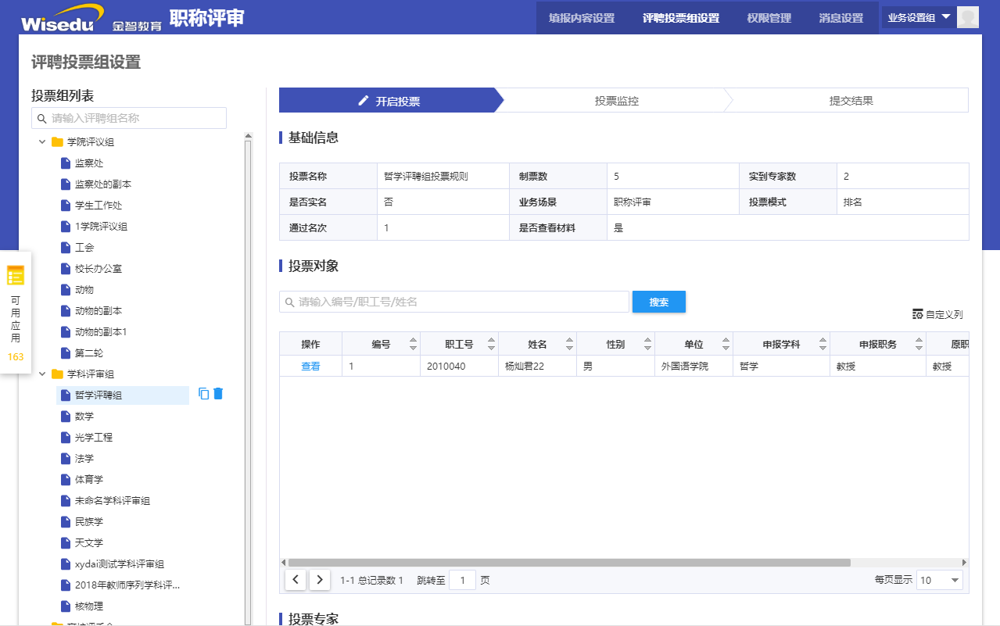 Wisedu 金智教育 职称评审
填报内容设置 评聘投票组设置 权限管理 消息设置 业务设置组
评聘投票组设置
投票组列表
请输入评聘组名称
学院评议组
监察处
监察处的副本
学生工作处
1学院评议组
工会
校长办公室
动物
动物的副本
动物的副本1
第二轮
学科评审组
哲学评聘组
数学
光学工程
法学
体育学
未命名学科评审组
民族学
天文学
xydai测试学科评审组
2018年教师序列学科评...
核物理
可用应用
163
开启投票 投票监控 提交结果
基础信息
投票名称 哲学评聘组投票规则 制票数 5 实到专家数 2
是否实名 否 业务场景 职称评审 投票模式 排名
通过名次 1 是否查看材料 是
投票对象
请输入编号/职工号/姓名 搜索
自定义列
操作 编号 职工号 姓名 性别 单位 申报学科 申报职务 原职
查看 1 2010040 杨灿君22 男 外国语学院 哲学 教授 教授
1-1 总记录数 1 跳转至 1 页 每页显示 10
投票专家